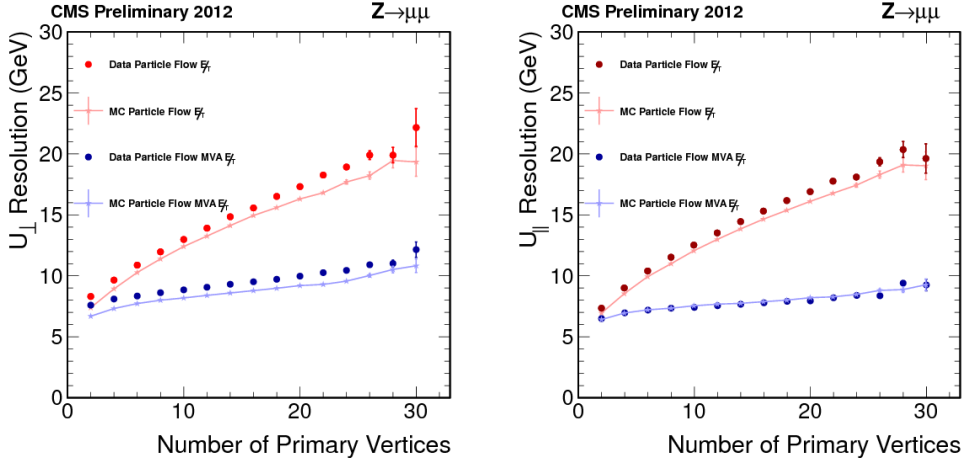 CMS Preliminary 2012 Z→μμ
U⊥ Resolution (GeV)
30
25
20
15
10
5
0
Data Particle Flow E̸T
MC Particle Flow E̸T
Data Particle Flow MVA E̸T
MC Particle Flow MVA E̸T
0 10 20 30
Number of Primary Vertices
CMS Preliminary 2012 Z→μμ
U|| Resolution (GeV)
30
25
20
15
10
5
0
Data Particle Flow E̸T
MC Particle Flow E̸T
Data Particle Flow MVA E̸T
MC Particle Flow MVA E̸T
0 10 20 30
Number of Primary Vertices